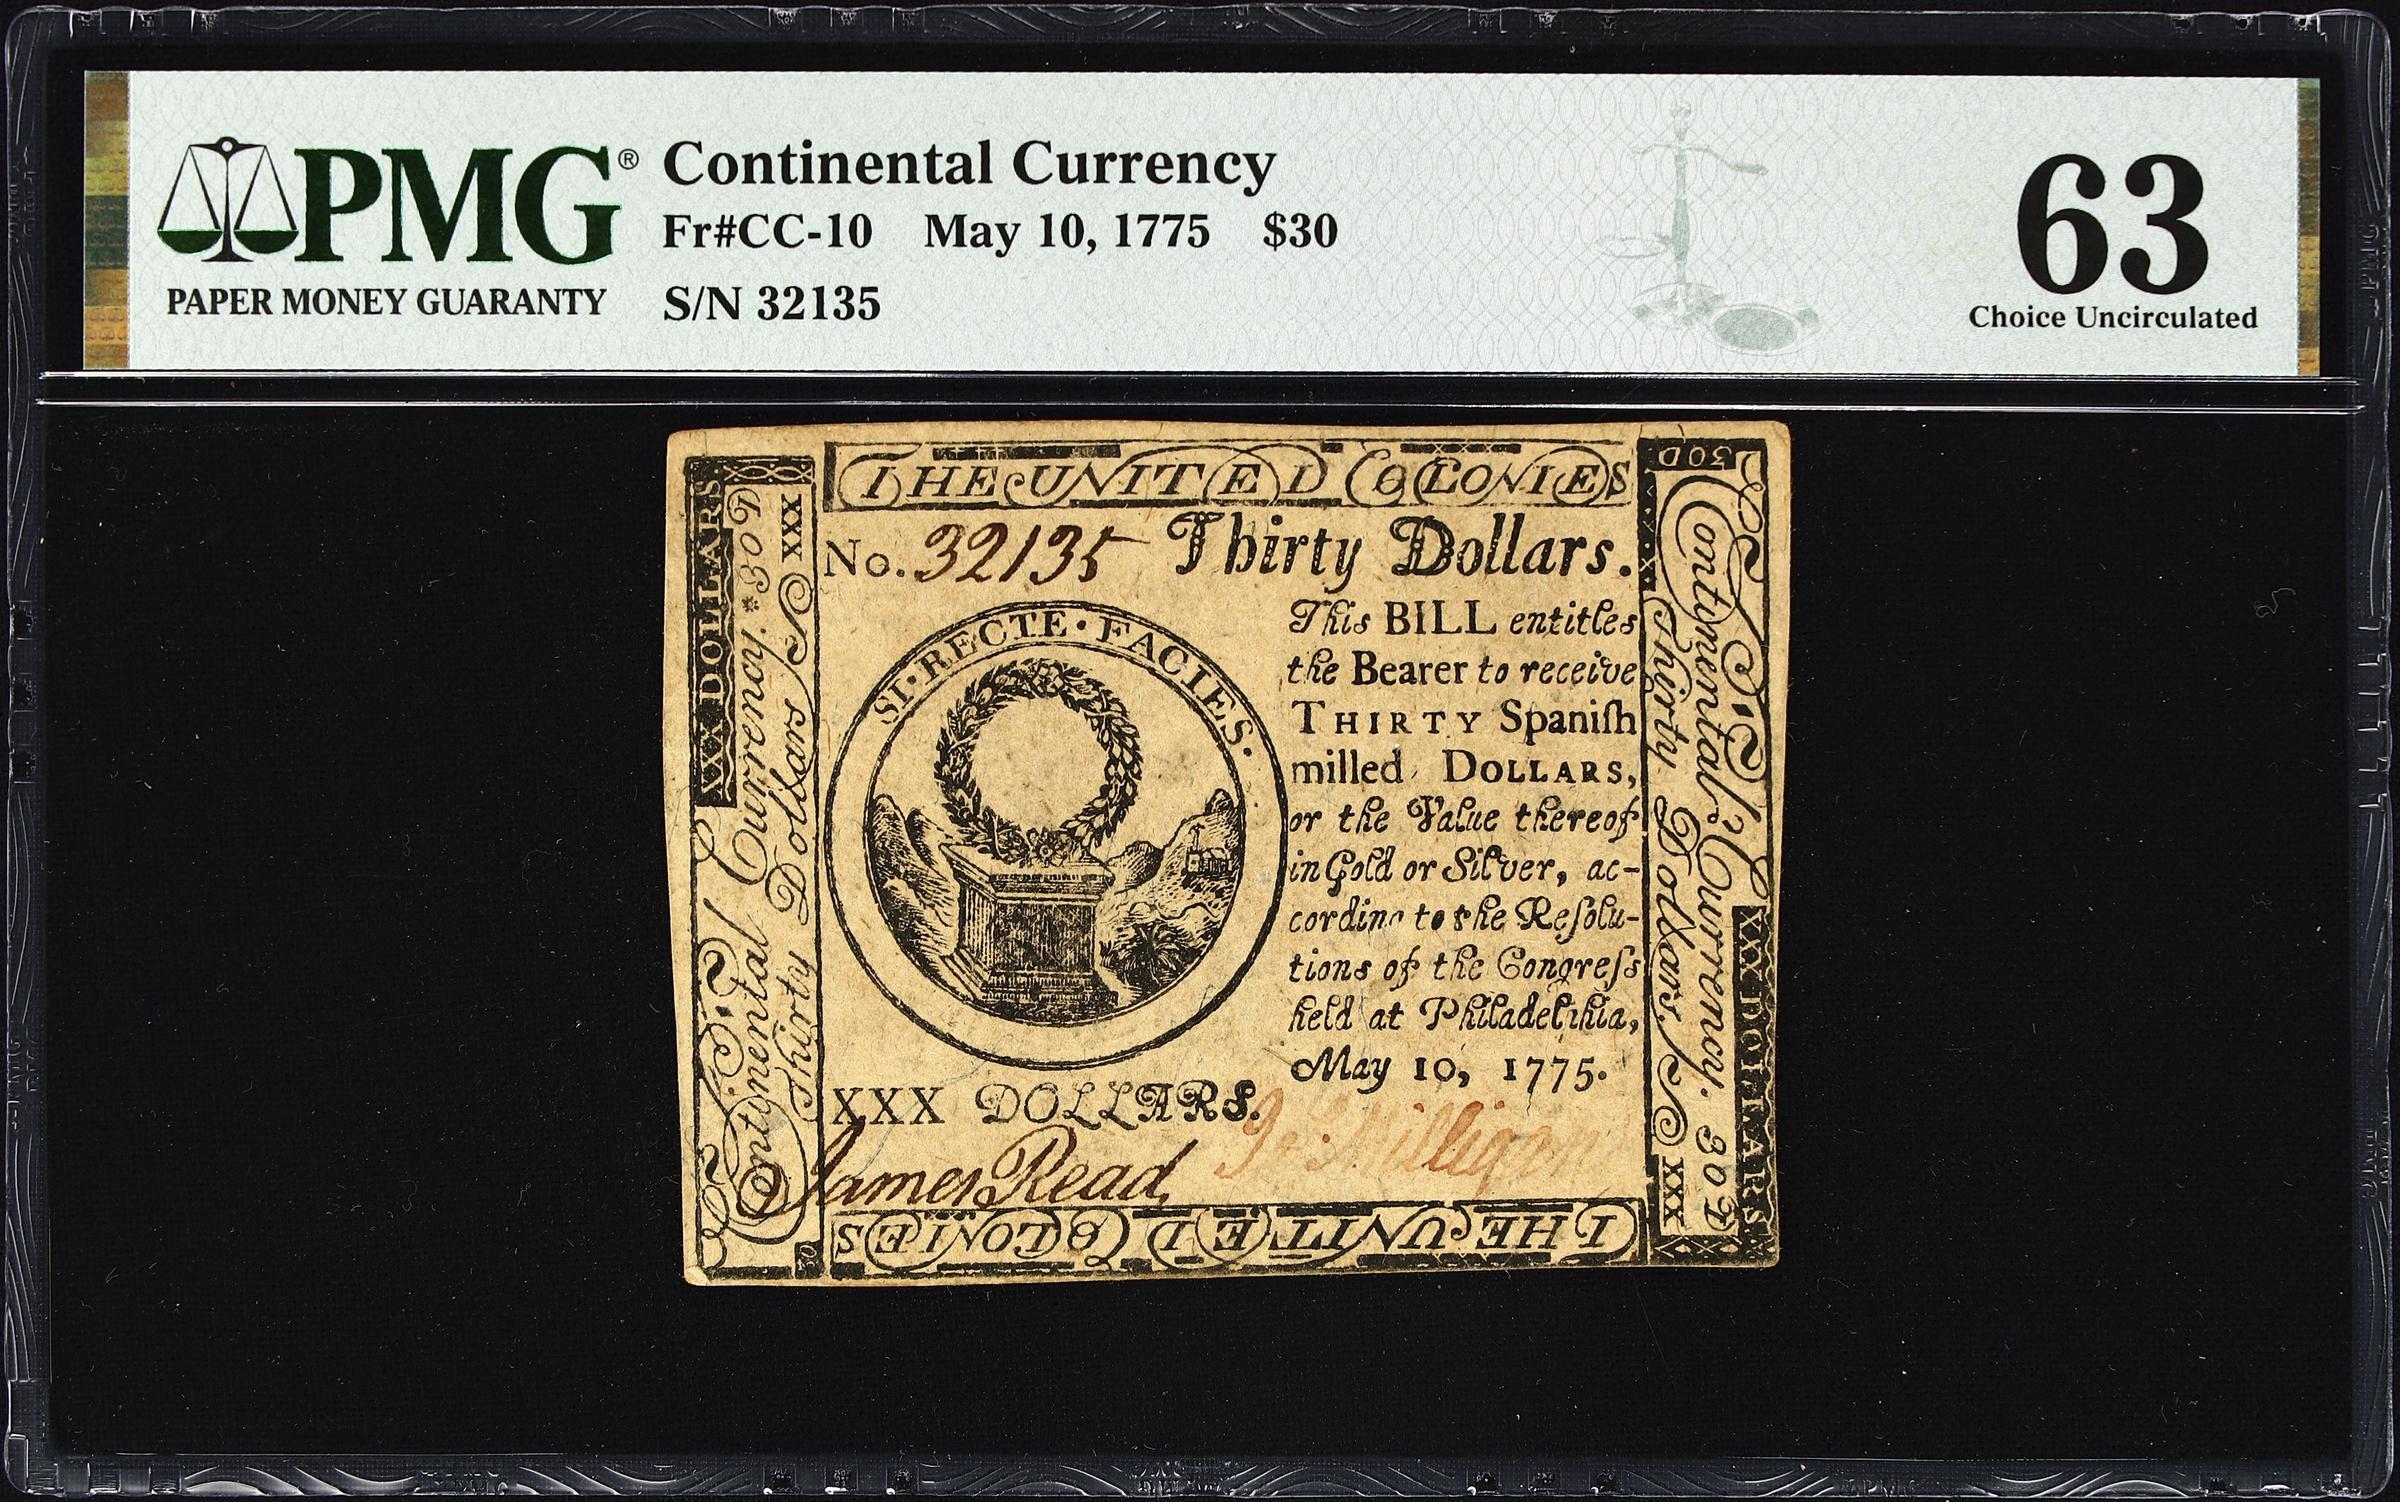 PMG® Continental Currency
Fr#CC-10 May 10, 1775 $30
PAPER MONEY GUARANTY S/N 32135
63
Choice Uncirculated
THE UNITED COLONIES
No. 32135 Thirty Dollars.
SI·RECTE·FACIES.
This BILL entitles
the Bearer to receive
THIRTY Spaniſh
milled DOLLARS,
or the Value thereof
in Gold or Silver, ac-
cording to the Reſolu-
tions of the Congreſs
held at Philadelphia,
May 10, 1775.
XXX DOLLARS.
James Read, Milligan
THE UNITED COLONIES
XXX DOLLARS
Continental Currency. *30D
Thirty Dollars XXX
30D
Continental Currency. 30D
Thirty Dollars. XXX
XXX DOLLARS